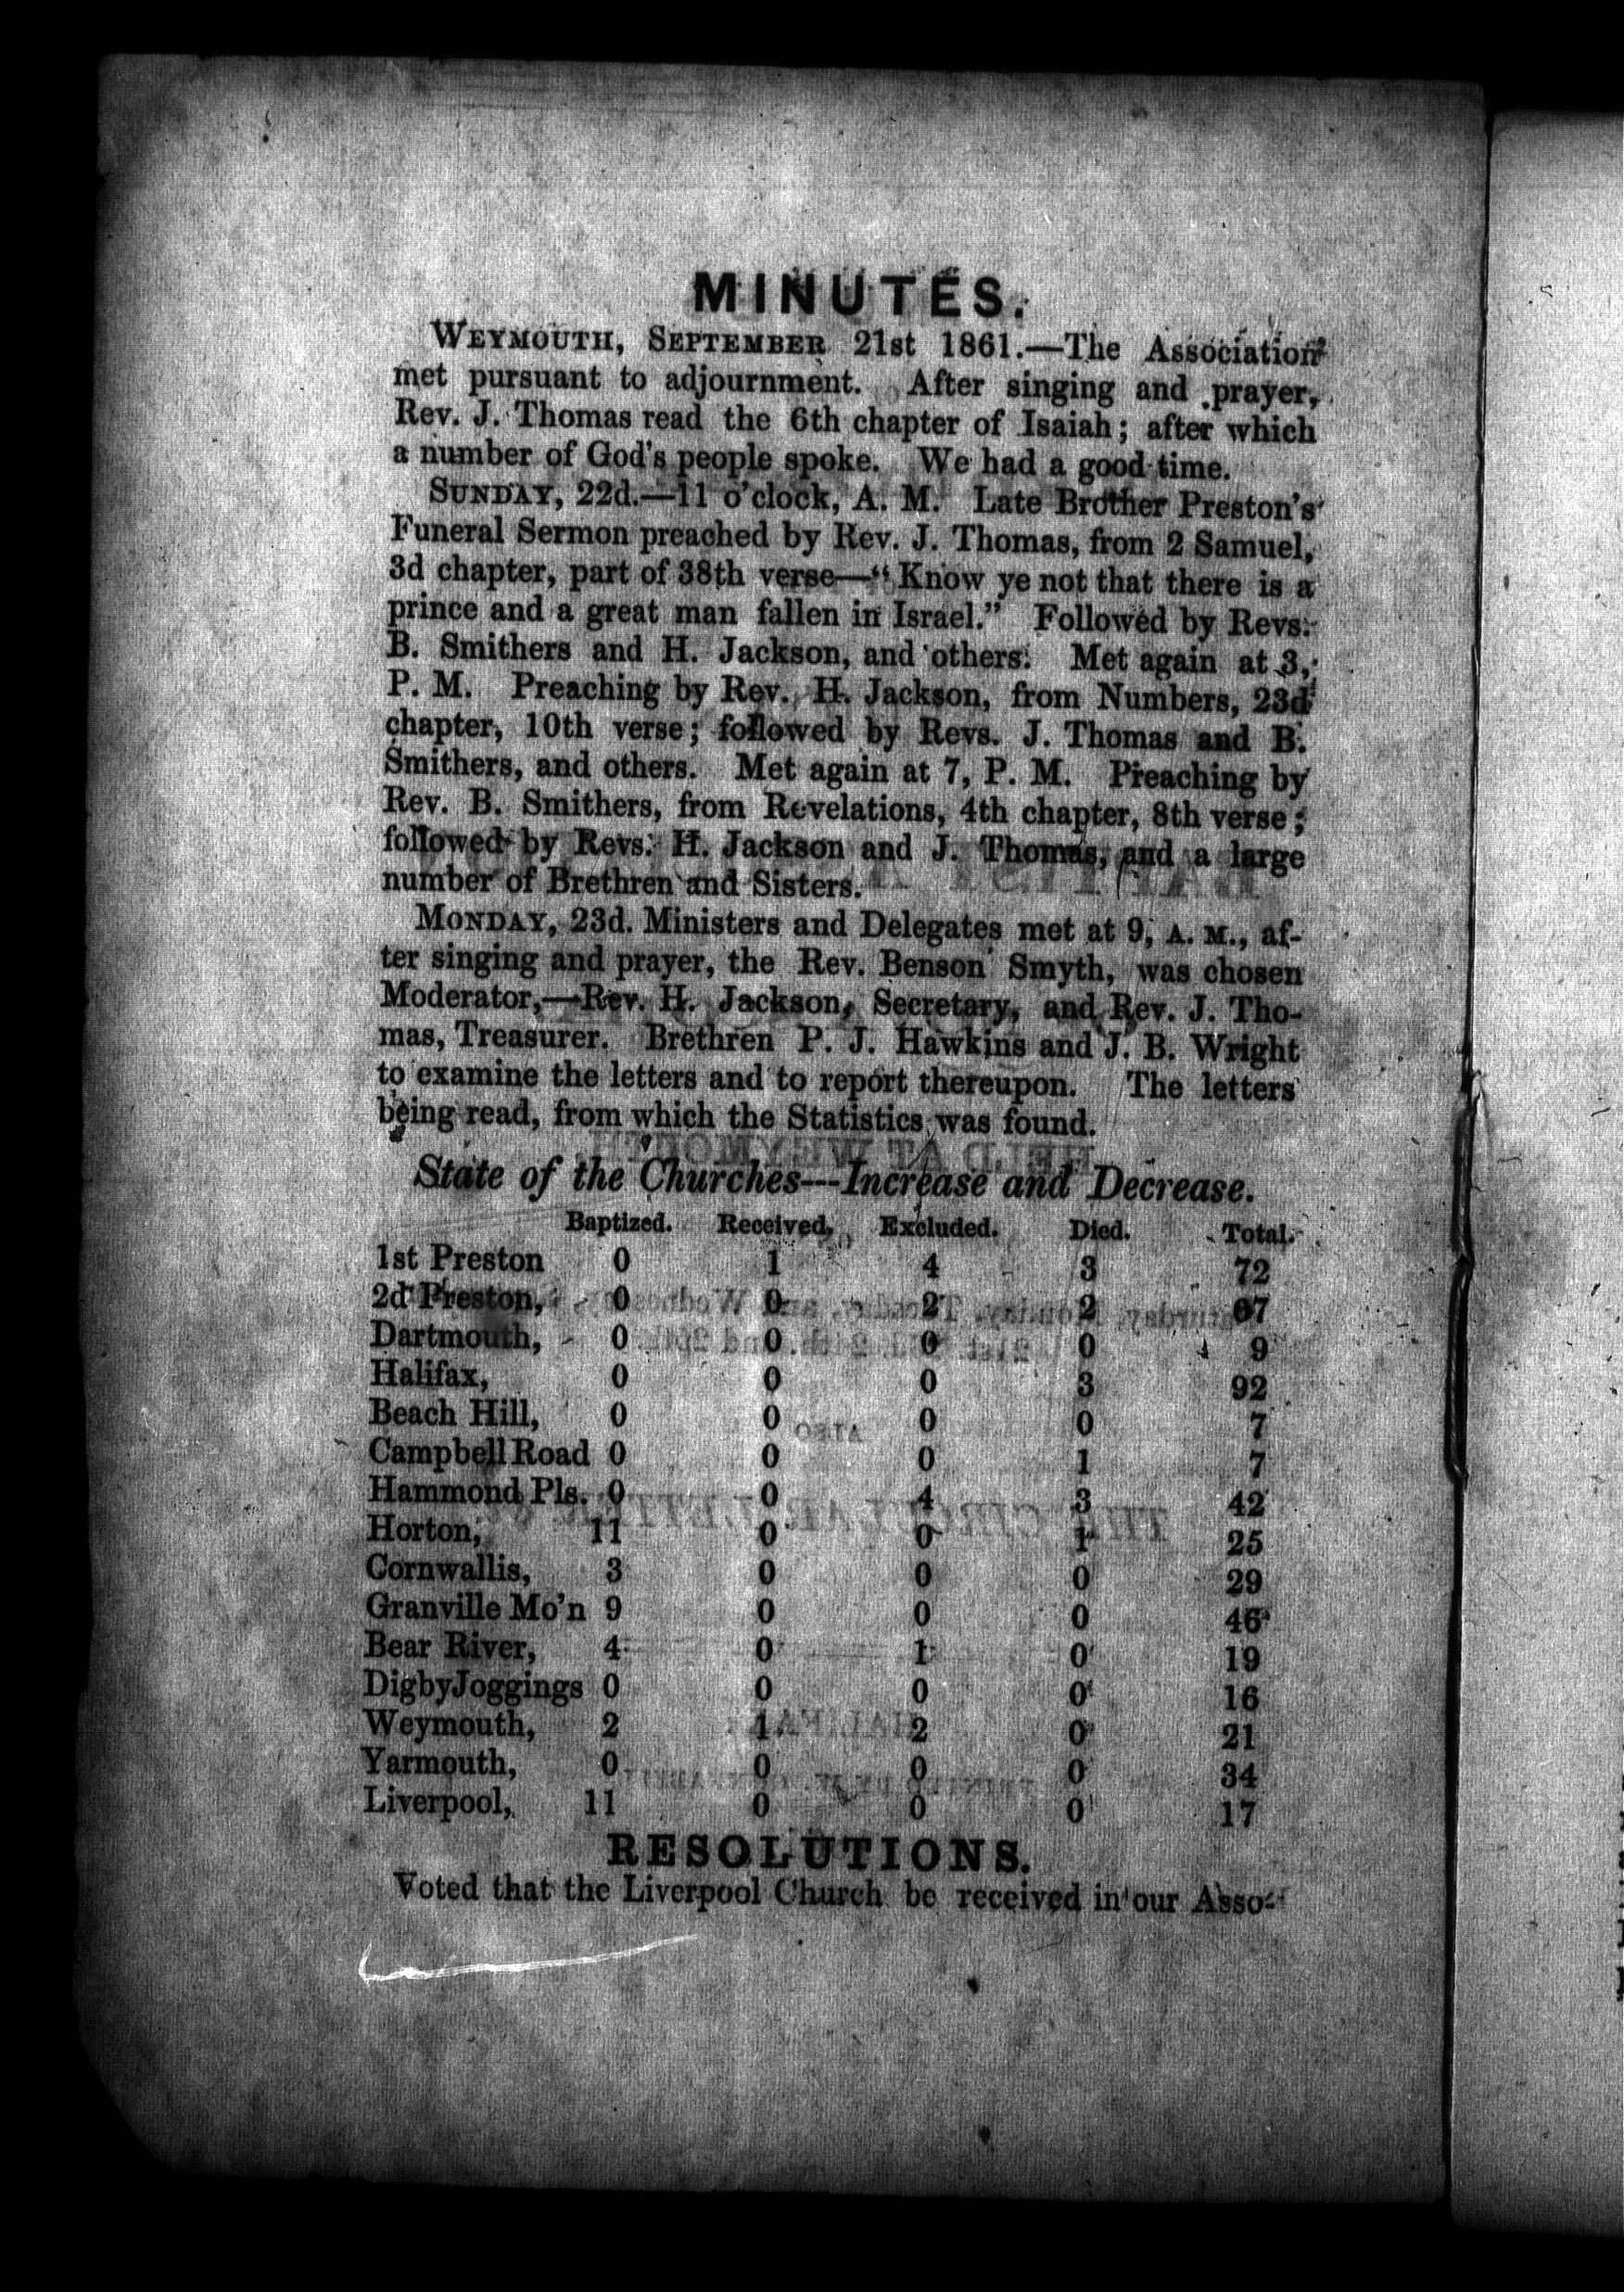 MINUTES.
WEYMOUTH, SEPTEMBER 21st 1861.—The Association
met pursuant to adjournment. After singing and prayer,
Rev. J. Thomas read the 6th chapter of Isaiah; after which
a number of God's people spoke. We had a good time.
SUNDAY, 22d.—11 o'clock, A. M. Late Brother Preston's
Funeral Sermon preached by Rev. J. Thomas, from 2 Samuel,
3d chapter, part of 38th verse—"Know ye not that there is a
prince and a great man fallen in Israel." Followed by Revs.
B. Smithers and H. Jackson, and others. Met again at 3,
P. M. Preaching by Rev. H. Jackson, from Numbers, 23d
chapter, 10th verse; followed by Revs. J. Thomas and B.
Smithers, and others. Met again at 7, P. M. Preaching by
Rev. B. Smithers, from Revelations, 4th chapter, 8th verse;
followed by Revs. H. Jackson and J. Thomas, and a large
number of Brethren and Sisters.
MONDAY, 23d. Ministers and Delegates met at 9, A. M., af-
ter singing and prayer, the Rev. Benson Smyth, was chosen
Moderator,—Rev. H. Jackson, Secretary, and Rev. J. Tho-
mas, Treasurer. Brethren P. J. Hawkins and J. B. Wright
to examine the letters and to report thereupon. The letters
being read, from which the Statistics was found.
State of the Churches---Increase and Decrease.
Baptized. Received, Excluded. Died. Total.
1st Preston 0 1 4 3 72
2d Preston, 0 0 2 2 67
Dartmouth, 0 0 0 0 9
Halifax, 0 0 0 3 92
Beach Hill, 0 0 0 0 7
Campbell Road 0 0 0 1 7
Hammond Pls. 0 0 4 3 42
Horton, 11 0 0 1 25
Cornwallis, 3 0 0 0 29
Granville Mo'n 9 0 0 0 46
Bear River, 4 0 1 0 19
DigbyJoggings 0 0 0 0 16
Weymouth, 2 1 2 0 21
Yarmouth, 0 0 0 0 34
Liverpool, 11 0 0 0 17
RESOLUTIONS.
Voted that the Liverpool Church be received in our Asso-